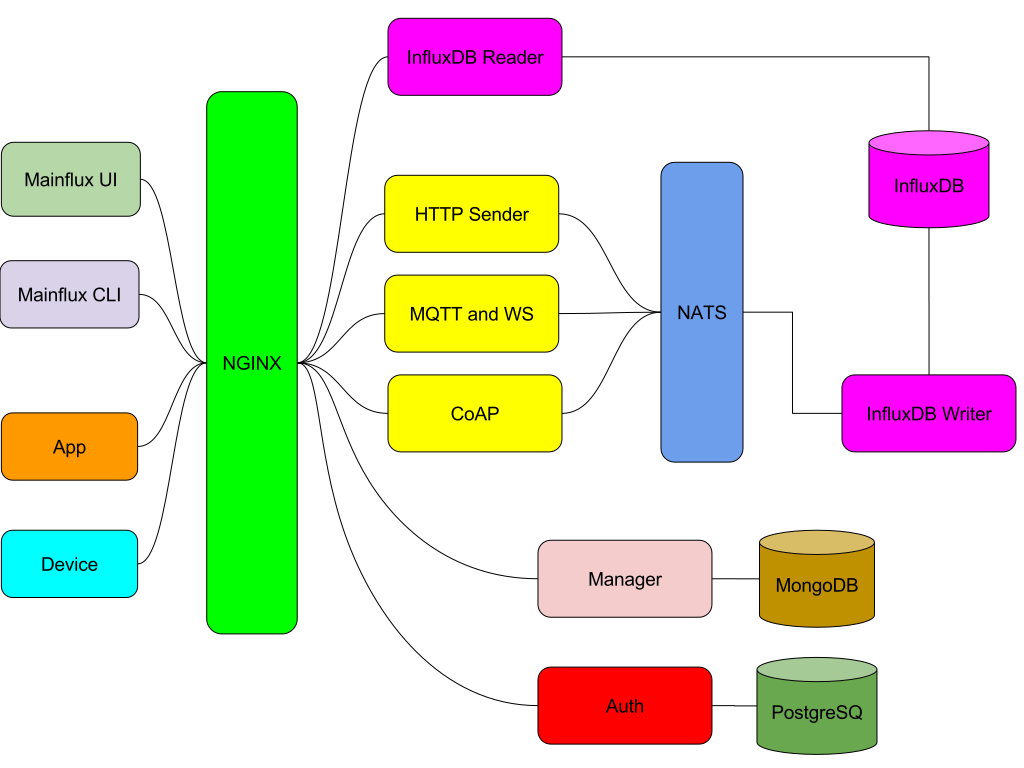 InfluxDB Reader
Mainflux UI
InfluxDB
HTTP Sender
Mainflux CLI
MQTT and WS
NATS
NGINX
CoAP
InfluxDB Writer
App
Device
Manager
MongoDB
Auth
PostgreSQ